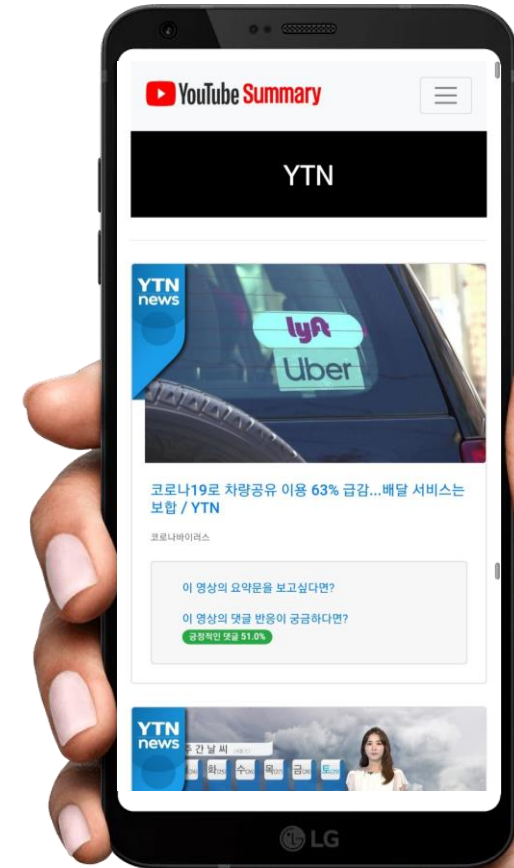 YouTube Summary
YTN
YTN
news
lyft
Uber
코로나19로 차량공유 이용 63% 급감...배달 서비스는
보합 / YTN
코로나바이러스
이 영상의 요약문을 보고싶다면?
이 영상의 댓글 반응이 궁금하다면?
긍정적인 댓글 51.0%
YTN
news
주간날씨
화 수 목 금 토
LG